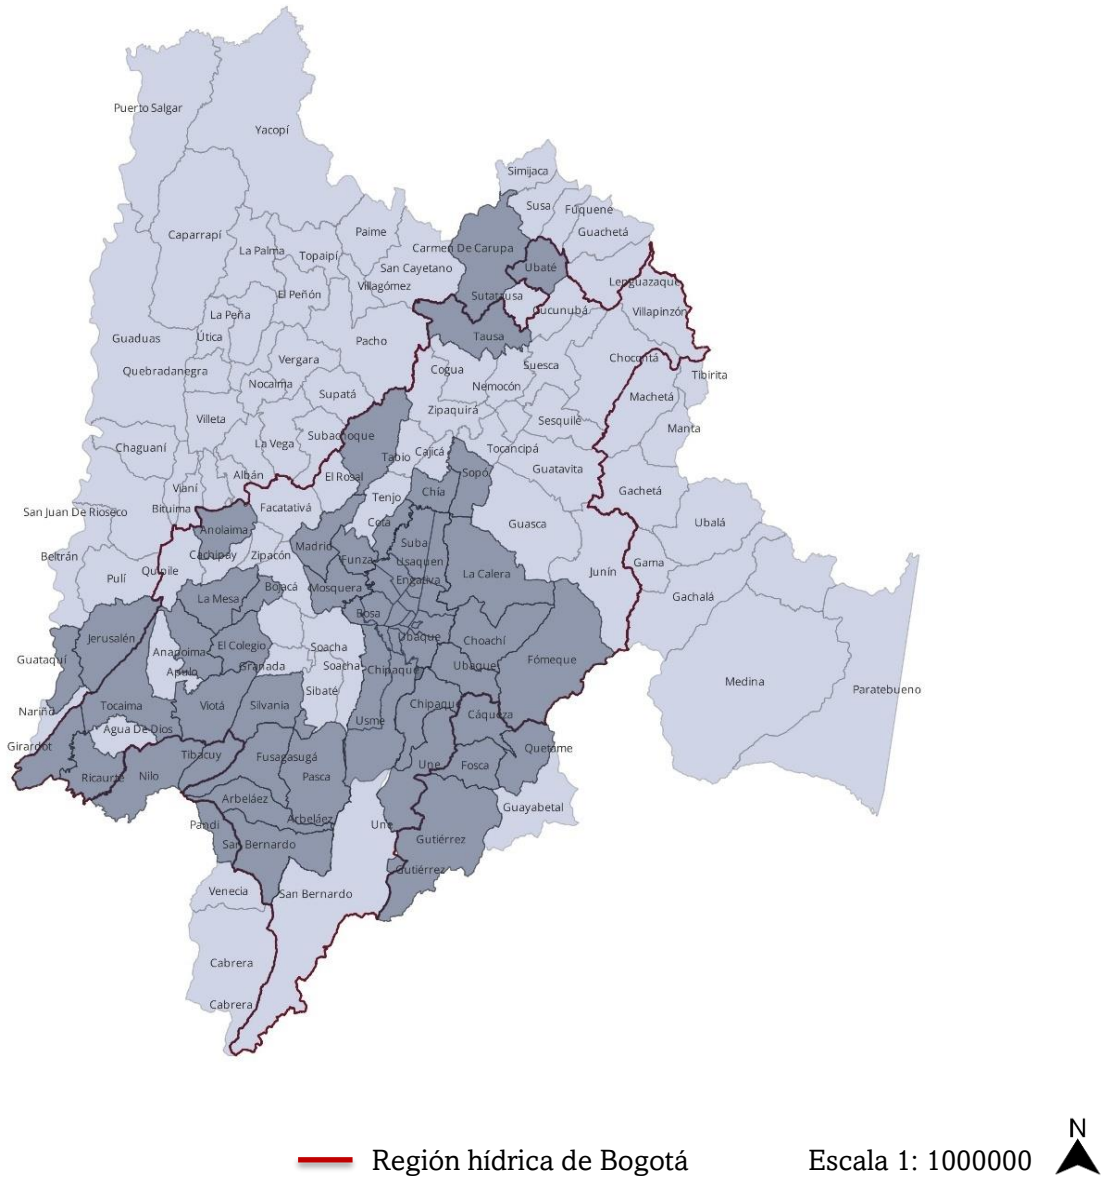 Puerto Salgar
Yacopí
Simijaca
Susa
Fúquene
Caparrapí
Paime
Guachetá
La Palma
Topaipí
Carmen De Carupa
San Cayetano
Ubaté
Villagómez
Lenguazaque
El Peñón
Sutatausa
La Peña
Cucunubá
Villapinzón
Guaduas
Útica
Pacho
Tausa
Vergara
Chocontá
Quebradanegra
Cogua
Suesca
Tibirita
Nocaima
Nemocón
Supatá
Machetá
Villeta
Zipaquirá
Sesquilé
Manta
Chaguaní
La Vega
Subachoque
Tabio
Cajicá
Tocancipá
Vianí
Albán
El Rosal
Sopó
Guatavita
Gachetá
San Juan De Rioseco
Bituima
Facatativá
Tenjo
Chía
Anolaima
Cota
Guasca
Ubalá
Beltrán
Cachipay
Zipacón
Madrid
Funza
Suba
Usaquen
Gama
Pulí
Quipile
Bojacá
Mosquera
Engativa
La Calera
Junín
La Mesa
Bosa
Gachalá
Jerusalén
Anapoima
El Colegio
Soacha
Ubaque
Choachí
Guataquí
Apulo
Granada
Soacha
Chipaque
Ubaque
Fómeque
Medina
Paratebueno
Nariño
Tocaima
Viotá
Silvania
Sibaté
Chipaque
Cáqueza
Agua De Dios
Usme
Girardot
Tibacuy
Fusagasugá
Quetame
Ricaurte
Nilo
Pasca
Une
Fosca
Arbeláez
Guayabetal
Pandi
Arbeláez
Une
San Bernardo
Gutiérrez
Gutiérrez
Venecia
San Bernardo
Cabrera
Cabrera
N
Región hídrica de Bogotá
Escala 1: 1000000